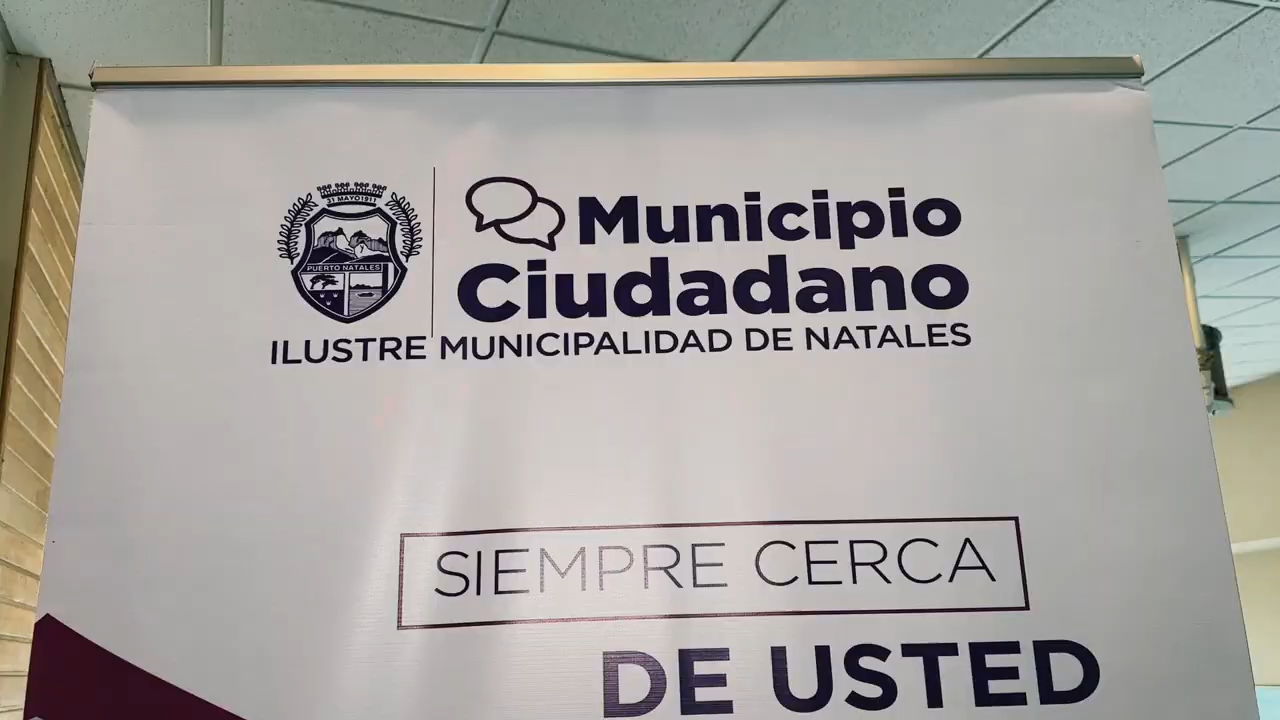 31 MAYO 1911
PUERTO NATALES
Municipio
Ciudadano
ILUSTRE MUNICIPALIDAD DE NATALES
SIEMPRE CERCA
DE USTED